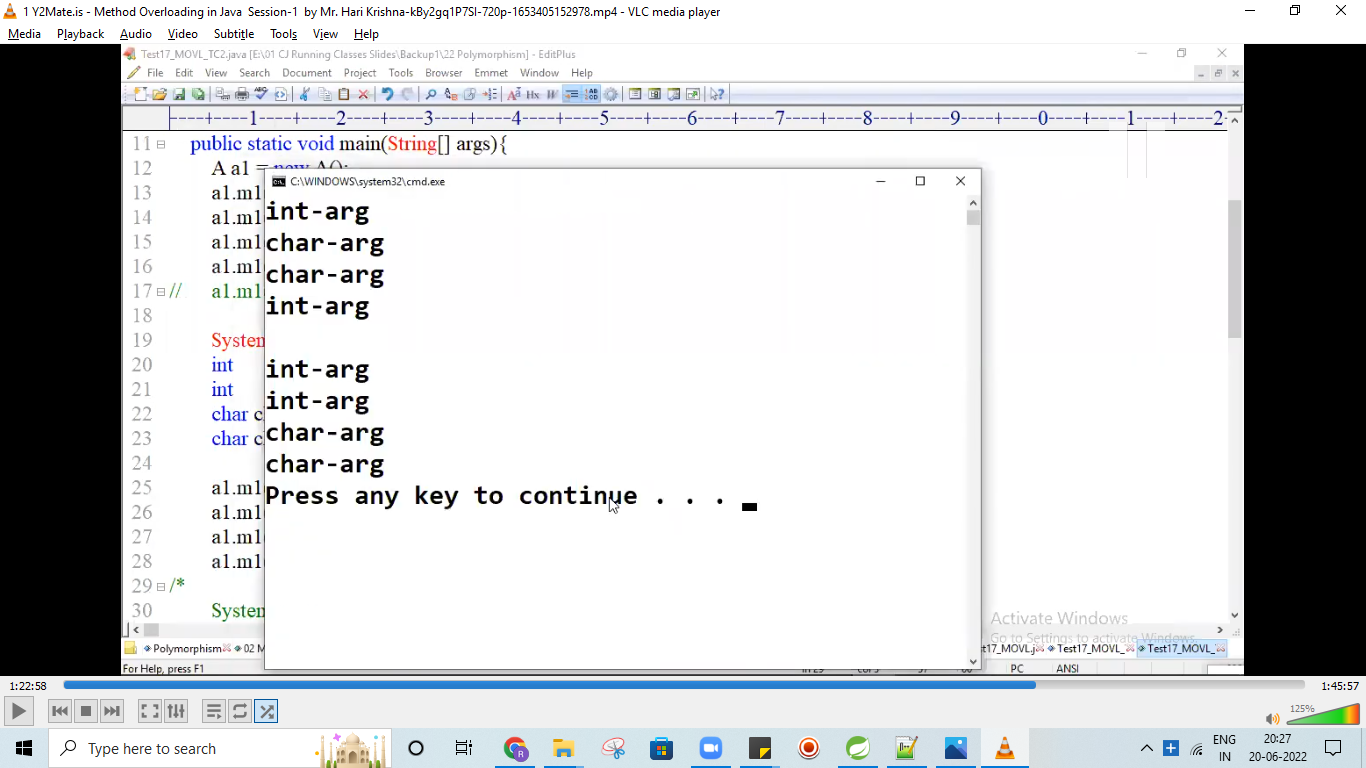 1 Y2Mate.is - Method Overloading in Java Session-1 by Mr. Hari Krishna-kBy2gq1P7SI-720p-1653405152978.mp4 - VLC media player
Media Playback Audio Video Subtitle Tools View Help
Test17_MOVL_TC2.java [E:\01 CJ Running Classes Slides\Backup1\22 Polymorphism] - EditPlus
File Edit View Search Document Project Tools Browser Emmet Window Help
----+----1----+----2----+----3----+----4----+----5----+----6----+----7----+----8----+----9----+----0----+----1----+----2-
11 public static void main(String[] args){
12 A a1 = new A();
C:\WINDOWS\system32\cmd.exe
13 a1.m1
int-arg
14 a1.m1
char-arg
15 a1.m1
char-arg
16 a1.m1
int-arg
17 // a1.m1
18
19 System
20 int
int-arg
21 int
int-arg
22 char c
char-arg
23 char c
char-arg
24
25 a1.m1
Press any key to continue . . .
26 a1.m1
27 a1.m1
28 a1.m1
29 /*
30 System
Activate Windows
Go to Settings to activate Windows.
Polymorphism 02 M t17_MOVL.j Test17_MOVL_ Test17_MOVL_
For Help, press F1 PC ANSI
1:22:58 1:45:57
125%
Type here to search
ENG
IN
20:27
20-06-2022